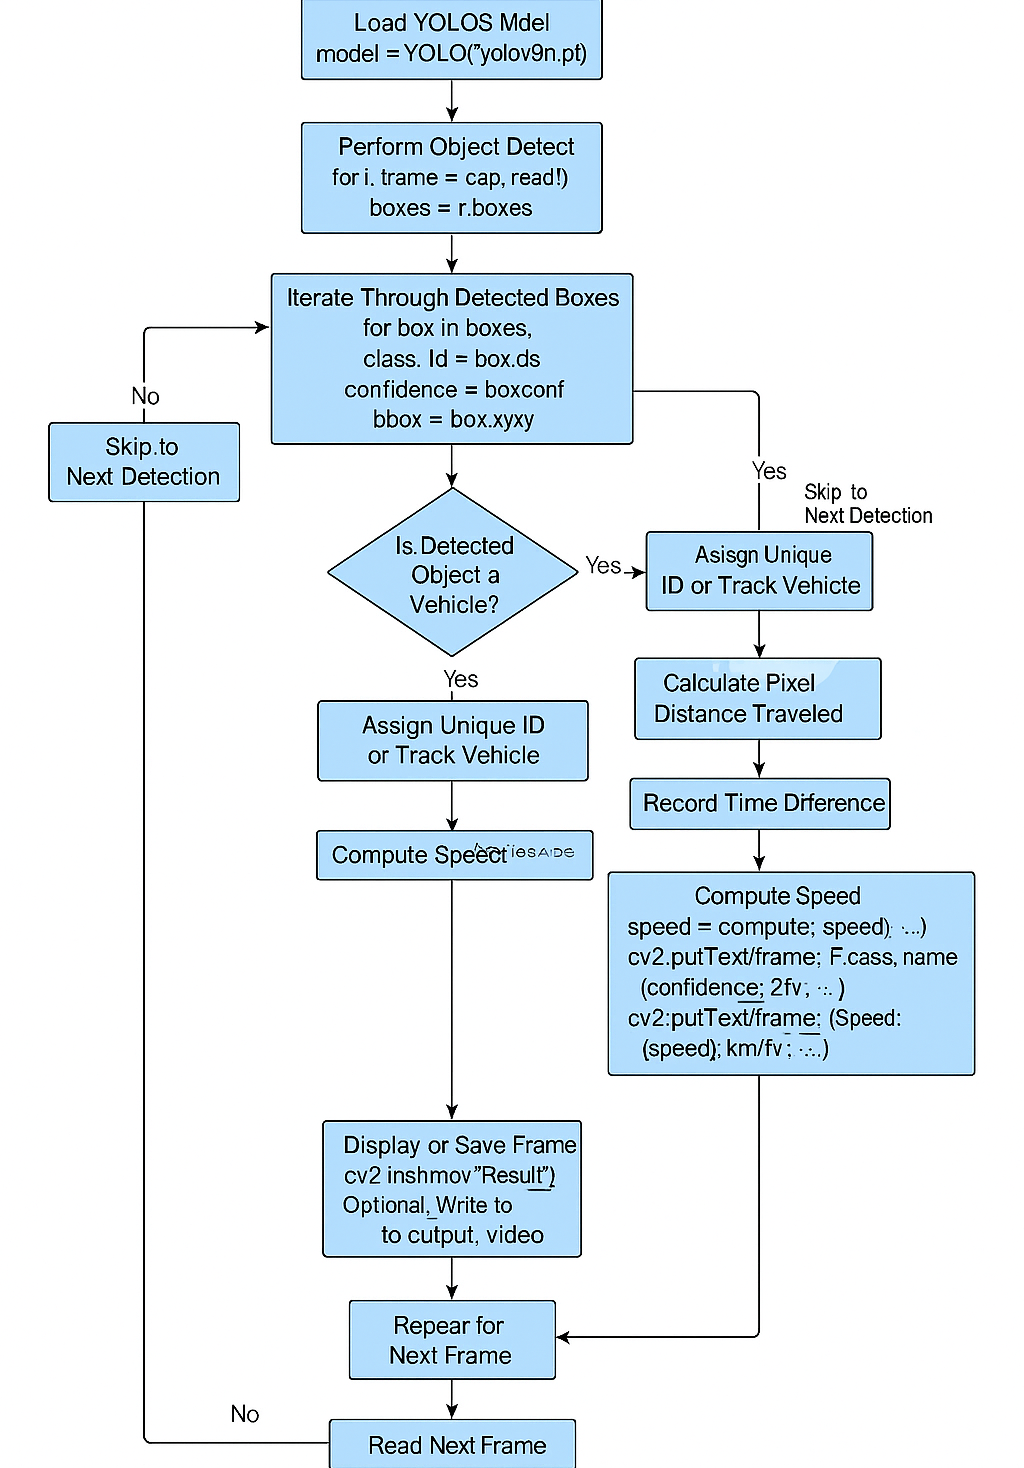 Load YOLOS Mdel
model = YOLO("yolov9n.pt)
Perform Object Detect
for i. trame = cap, read!)
boxes = r.boxes
Iterate Through Detected Boxes
for box in boxes,
class. Id = box.ds
confidence = boxconf
bbox = box.xyxy
No
Skip.to
Next Detection
Yes
Skip to
Next Detection
Is.Detected
Object a
Vehicle?
Yes
Asisgn Unique
ID or Track Vehicte
Yes
Assign Unique ID
or Track Vehicle
Calculate Pixel
Distance Traveled
Record Time Diference
Compute Speect
Compute Speed
speed = compute; speed); ...)
cv2.putText/frame; F.cass, name
(confidence; 2fv; ... )
cv2:putText/frame; (Speed:
(speed); km/fv; ...)
Display or Save Frame
cv2 inshmov"Result")
Optional, Write to
to cutput, video
Repear for
Next Frame
No
Read Next Frame